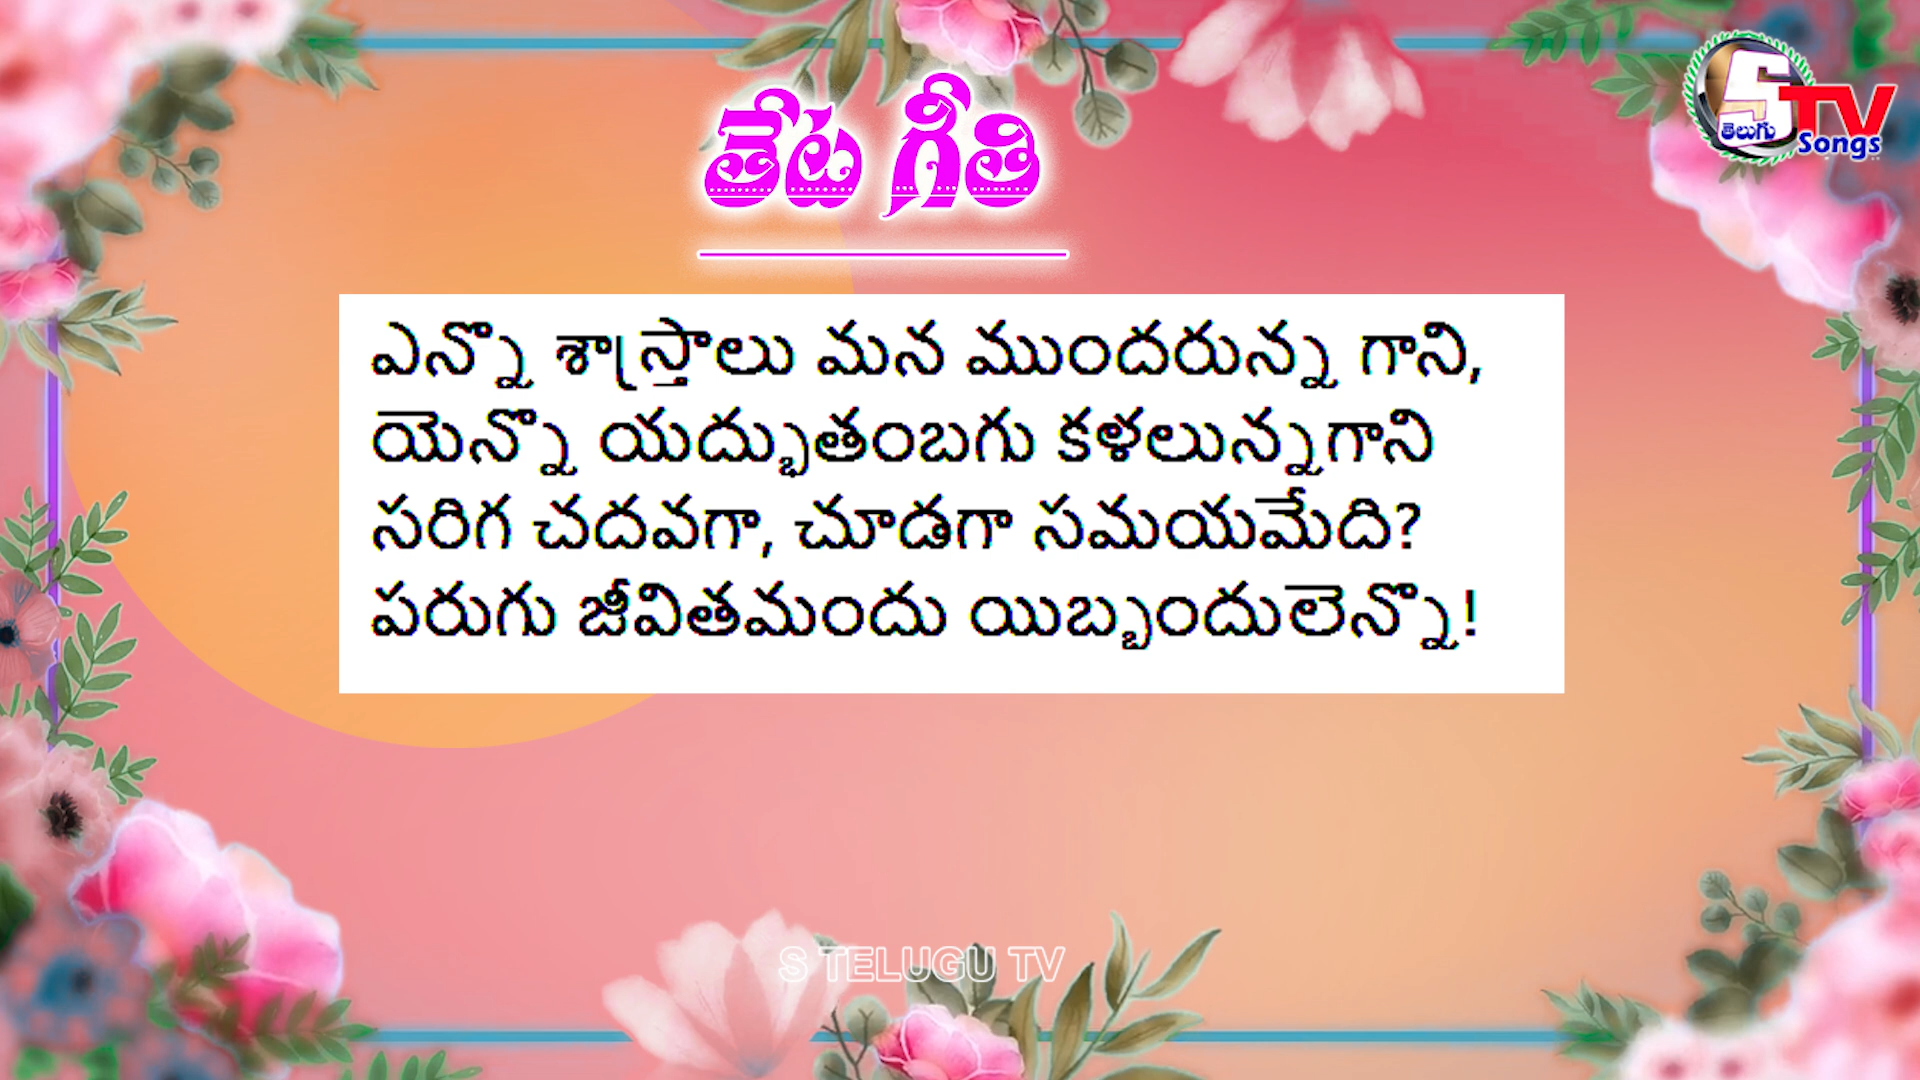 తేట గీతి
S TV
తెలుగు Songs
ఎన్నొ శాస్త్రాలు మన ముందరున్న గాని,
యెన్నొ యద్భుతంబగు కళలున్నగాని
సరిగ చదవగా, చూడగా సమయమేది?
పరుగు జీవితమందు యిబ్బందులెన్నొ!
S TELUGU TV